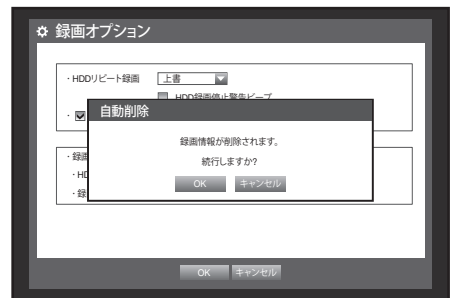 録画オプション
・HDDリピート録画 上書
HDD録画停止警告ビープ
自動削除
録画情報が削除されます。
続行しますか?
OK キャンセル
・録画
・HD
・録
OK キャンセル